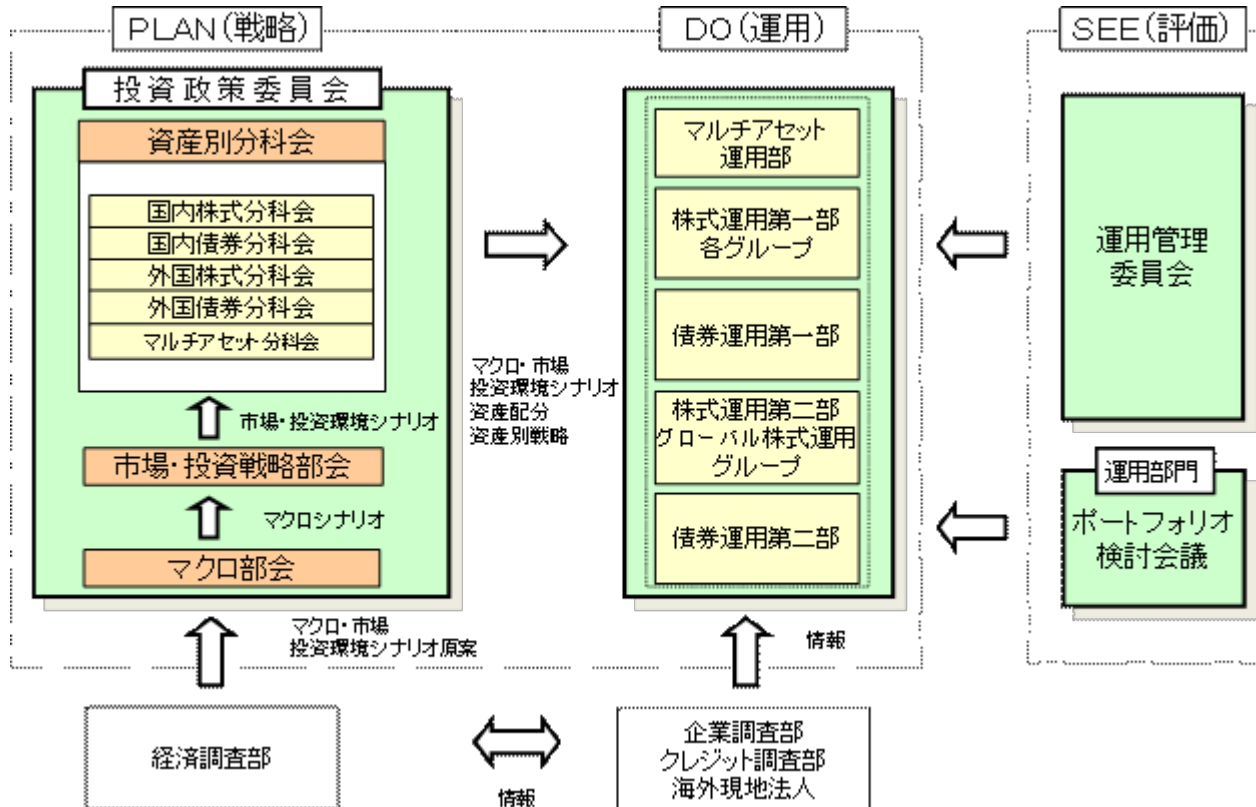 PLAN(戦略)
DO(運用)
SEE(評価)
投資政策委員会
資産別分科会
国内株式分科会
国内債券分科会
外国株式分科会
外国債券分科会
マルチアセット分科会
市場・投資環境シナリオ
市場・投資戦略部会
マクロシナリオ
マクロ部会
マクロ・市場
投資環境シナリオ
資産配分
資産別戦略
マルチアセット
運用部
株式運用第一部
各グループ
債券運用第一部
株式運用第二部
グローバル株式運用
グループ
債券運用第二部
運用管理
委員会
運用部門
ポートフォリオ
検討会議
マクロ・市場
投資環境シナリオ原案
情報
経済調査部
情報
企業調査部
クレジット調査部
海外現地法人